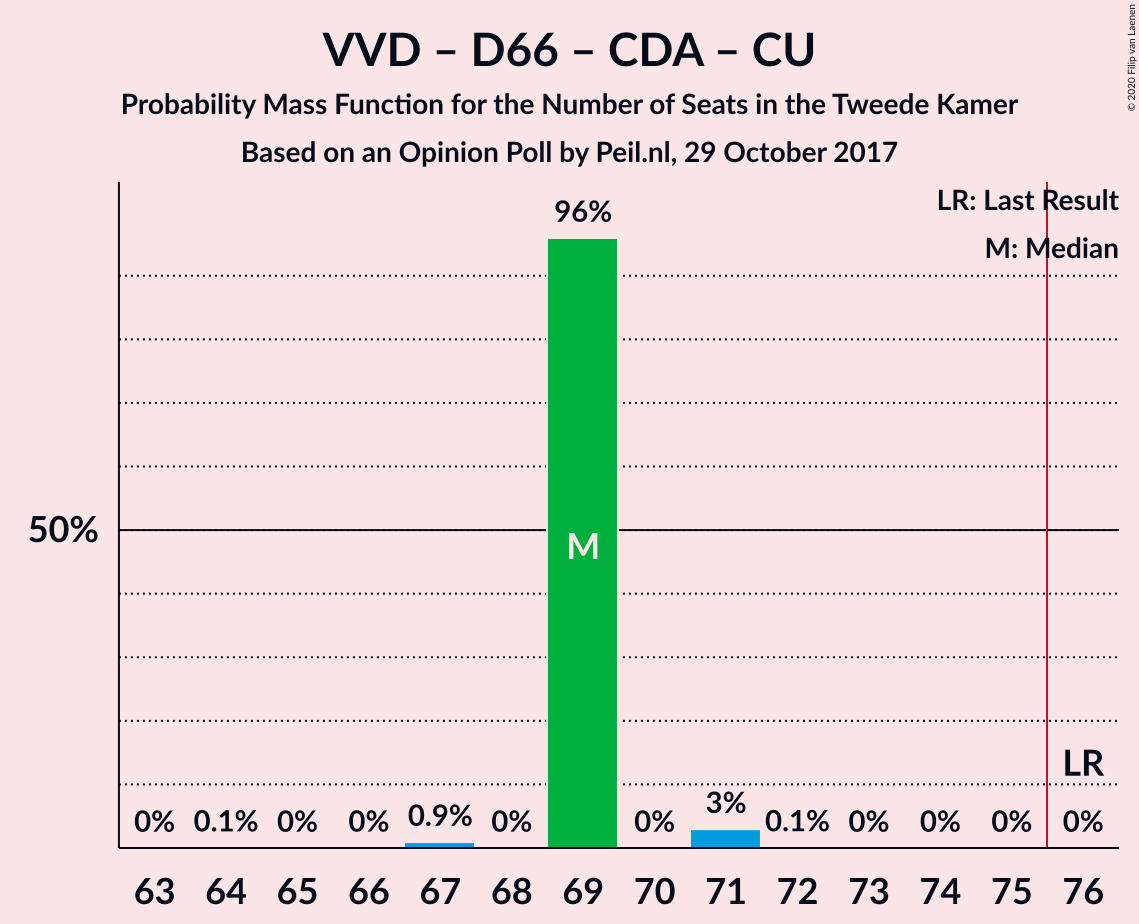 VVD – D66 – CDA – CU
Probability Mass Function for the Number of Seats in the Tweede Kamer
Based on an Opinion Poll by Peil.nl, 29 October 2017
© 2020 Filip van Laenen
LR: Last Result
M: Median
96%
50%
M
LR
0% 0.1% 0% 0% 0.9% 0% 0% 3% 0.1% 0% 0% 0% 0%
63 64 65 66 67 68 69 70 71 72 73 74 75 76